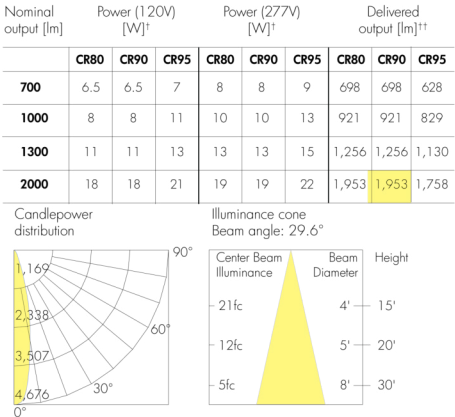 Nominal Power (120V) Power (277V) Delivered
output [lm] [W]† [W]† output [lm]††
CR80 CR90 CR95 CR80 CR90 CR95 CR80 CR90 CR95
700 6.5 6.5 7 8 8 9 698 698 628
1000 8 8 11 10 10 13 921 921 829
1300 11 11 13 13 13 15 1,256 1,256 1,130
2000 18 18 21 19 19 22 1,953 1,953 1,758
Candlepower
distribution
90°
1,169
2,338
60°
3,507
30°
4,676
0°
Illuminance cone
Beam angle: 29.6°
Center Beam Beam Height
Illuminance Diameter
21fc 4' 15'
12fc 5' 20'
5fc 8' 30'